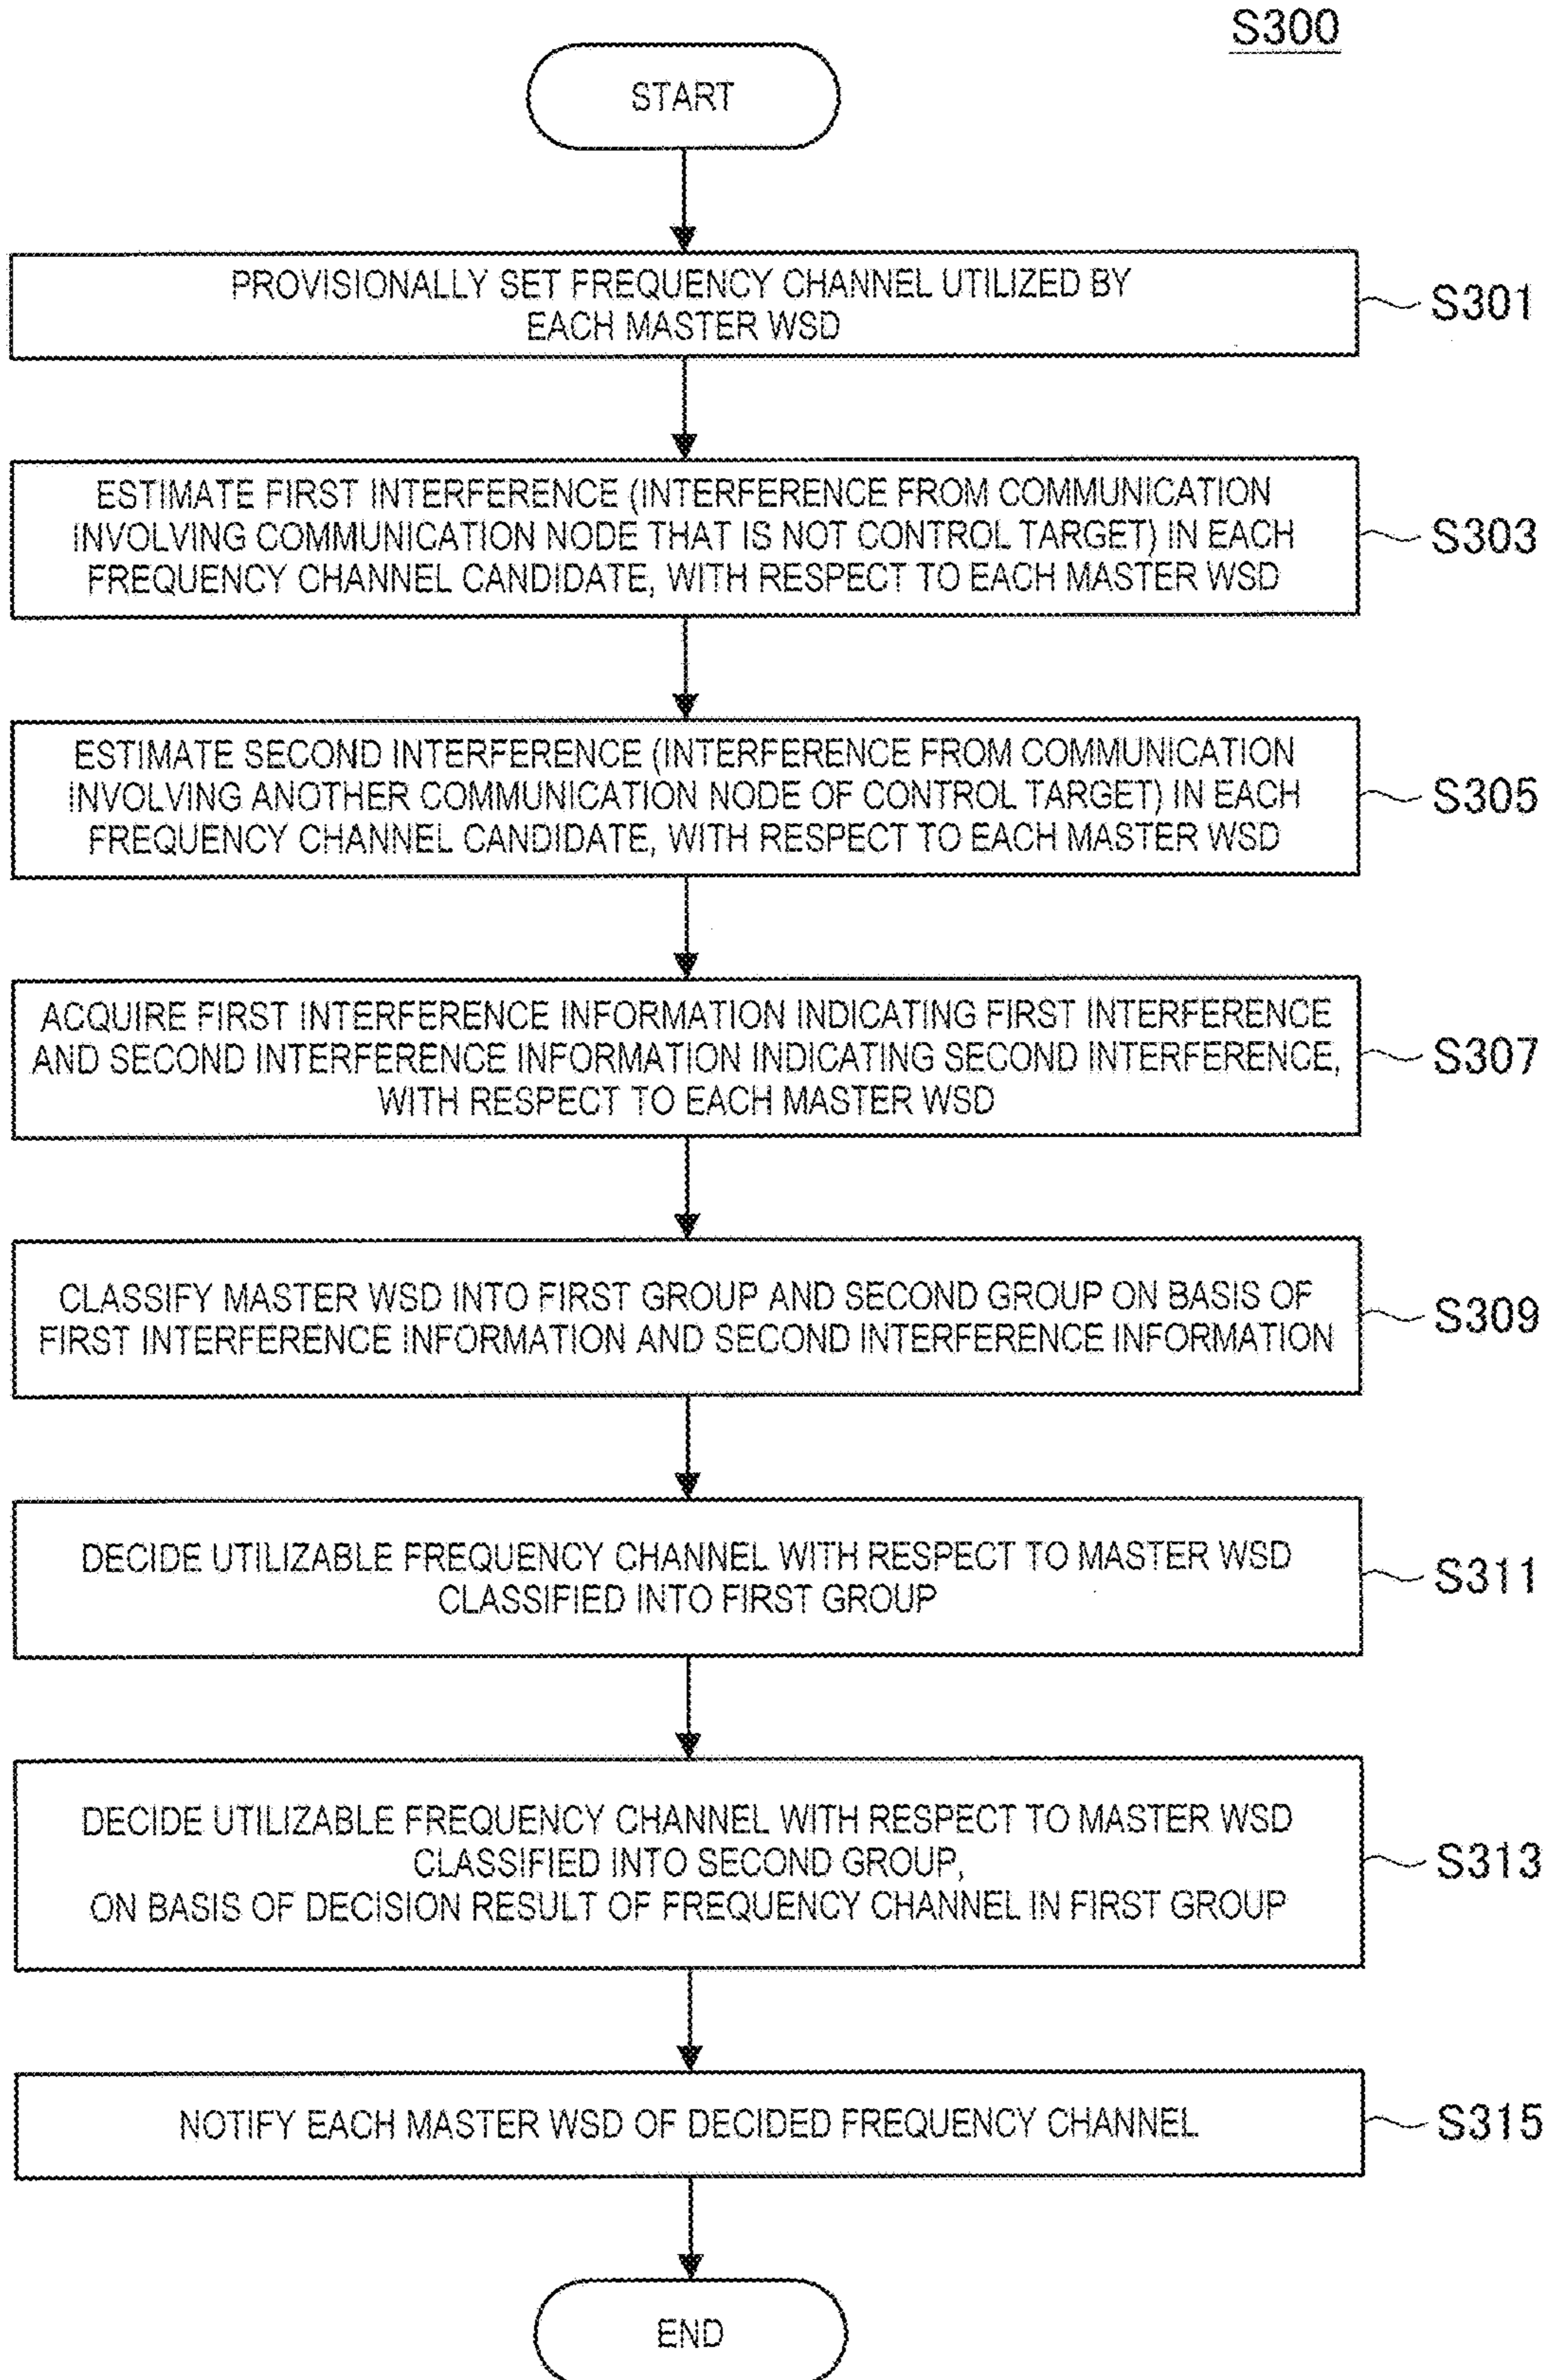 S300
START
PROVISIONALLY SET FREQUENCY CHANNEL UTILIZED BY
EACH MASTER WSD
S301
ESTIMATE FIRST INTERFERENCE (INTERFERENCE FROM COMMUNICATION
INVOLVING COMMUNICATION NODE THAT IS NOT CONTROL TARGET) IN EACH
FREQUENCY CHANNEL CANDIDATE, WITH RESPECT TO EACH MASTER WSD
S303
ESTIMATE SECOND INTERFERENCE (INTERFERENCE FROM COMMUNICATION
INVOLVING ANOTHER COMMUNICATION NODE OF CONTROL TARGET) IN EACH
FREQUENCY CHANNEL CANDIDATE, WITH RESPECT TO EACH MASTER WSD
S305
ACQUIRE FIRST INTERFERENCE INFORMATION INDICATING FIRST INTERFERENCE
AND SECOND INTERFERENCE INFORMATION INDICATING SECOND INTERFERENCE,
WITH RESPECT TO EACH MASTER WSD
S307
CLASSIFY MASTER WSD INTO FIRST GROUP AND SECOND GROUP ON BASIS OF
FIRST INTERFERENCE INFORMATION AND SECOND INTERFERENCE INFORMATION
S309
DECIDE UTILIZABLE FREQUENCY CHANNEL WITH RESPECT TO MASTER WSD
CLASSIFIED INTO FIRST GROUP
S311
DECIDE UTILIZABLE FREQUENCY CHANNEL WITH RESPECT TO MASTER WSD
CLASSIFIED INTO SECOND GROUP,
ON BASIS OF DECISION RESULT OF FREQUENCY CHANNEL IN FIRST GROUP
S313
NOTIFY EACH MASTER WSD OF DECIDED FREQUENCY CHANNEL
S315
END